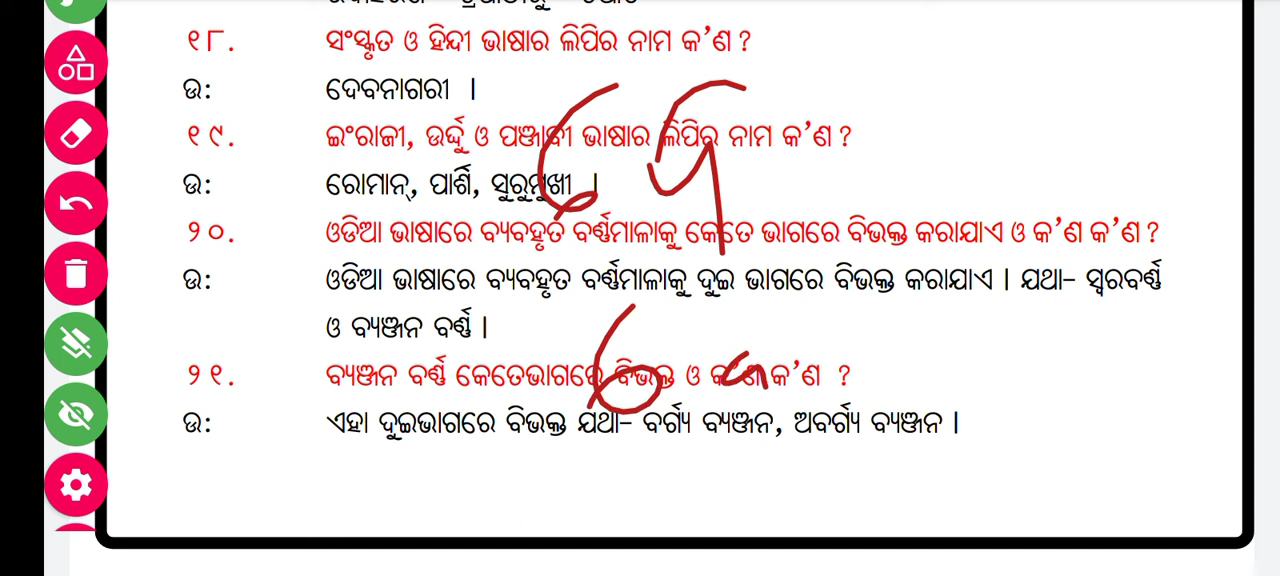 ୧୮. ସଂସ୍କୃତ ଓ ହିନ୍ଦୀ ଭାଷାର ଲିପିର ନାମ କ’ଣ ?
ଉ: ଦେବନାଗରୀ ।
୧୯. ଇଂରାଜୀ, ଉର୍ଦ୍ଦୁ ଓ ପଞ୍ଜାବୀ ଭାଷାର ଲିପିର ନାମ କ’ଣ ?
ଉ: ରୋମାନ୍, ପାର୍ଶି, ସୁରୁମୁଖୀ ।
୨୦. ଓଡିଆ ଭାଷାରେ ବ୍ୟବହୃତ ବର୍ଣ୍ଣମାଳାକୁ କେତେ ଭାଗରେ ବିଭକ୍ତ କରାଯାଏ ଓ କ’ଣ କ’ଣ ?
ଉ: ଓଡିଆ ଭାଷାରେ ବ୍ୟବହୃତ ବର୍ଣ୍ଣମାଳାକୁ ଦୁଇ ଭାଗରେ ବିଭକ୍ତ କରାଯାଏ । ଯଥା- ସ୍ୱରବର୍ଣ୍ଣ
ଓ ବ୍ୟଞ୍ଜନ ବର୍ଣ୍ଣ ।
୨୧. ବ୍ୟଞ୍ଜନ ବର୍ଣ୍ଣ କେତେଭାଗରେ ବିଭକ୍ତ ଓ କ’ଣ କ’ଣ ?
ଉ: ଏହା ଦୁଇଭାଗରେ ବିଭକ୍ତ ଯଥା- ବର୍ଗ୍ୟ ବ୍ୟଞ୍ଜନ, ଅବର୍ଗ୍ୟ ବ୍ୟଞ୍ଜନ ।